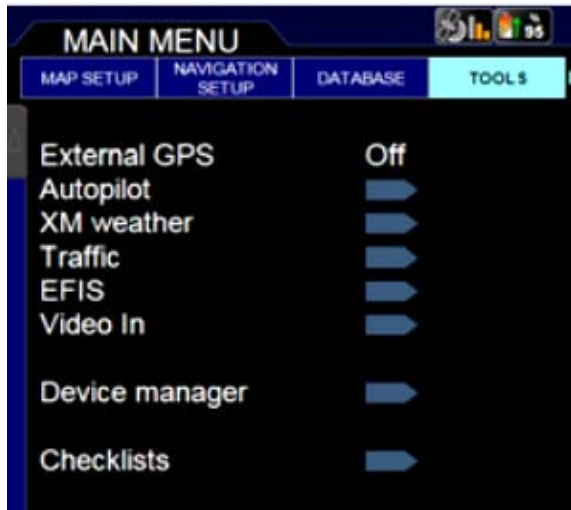 MAIN MENU
95
MAP SETUP
NAVIGATION
SETUP
DATABASE
TOOLS
External GPS Off
Autopilot
XM weather
Traffic
EFIS
Video In
Device manager
Checklists